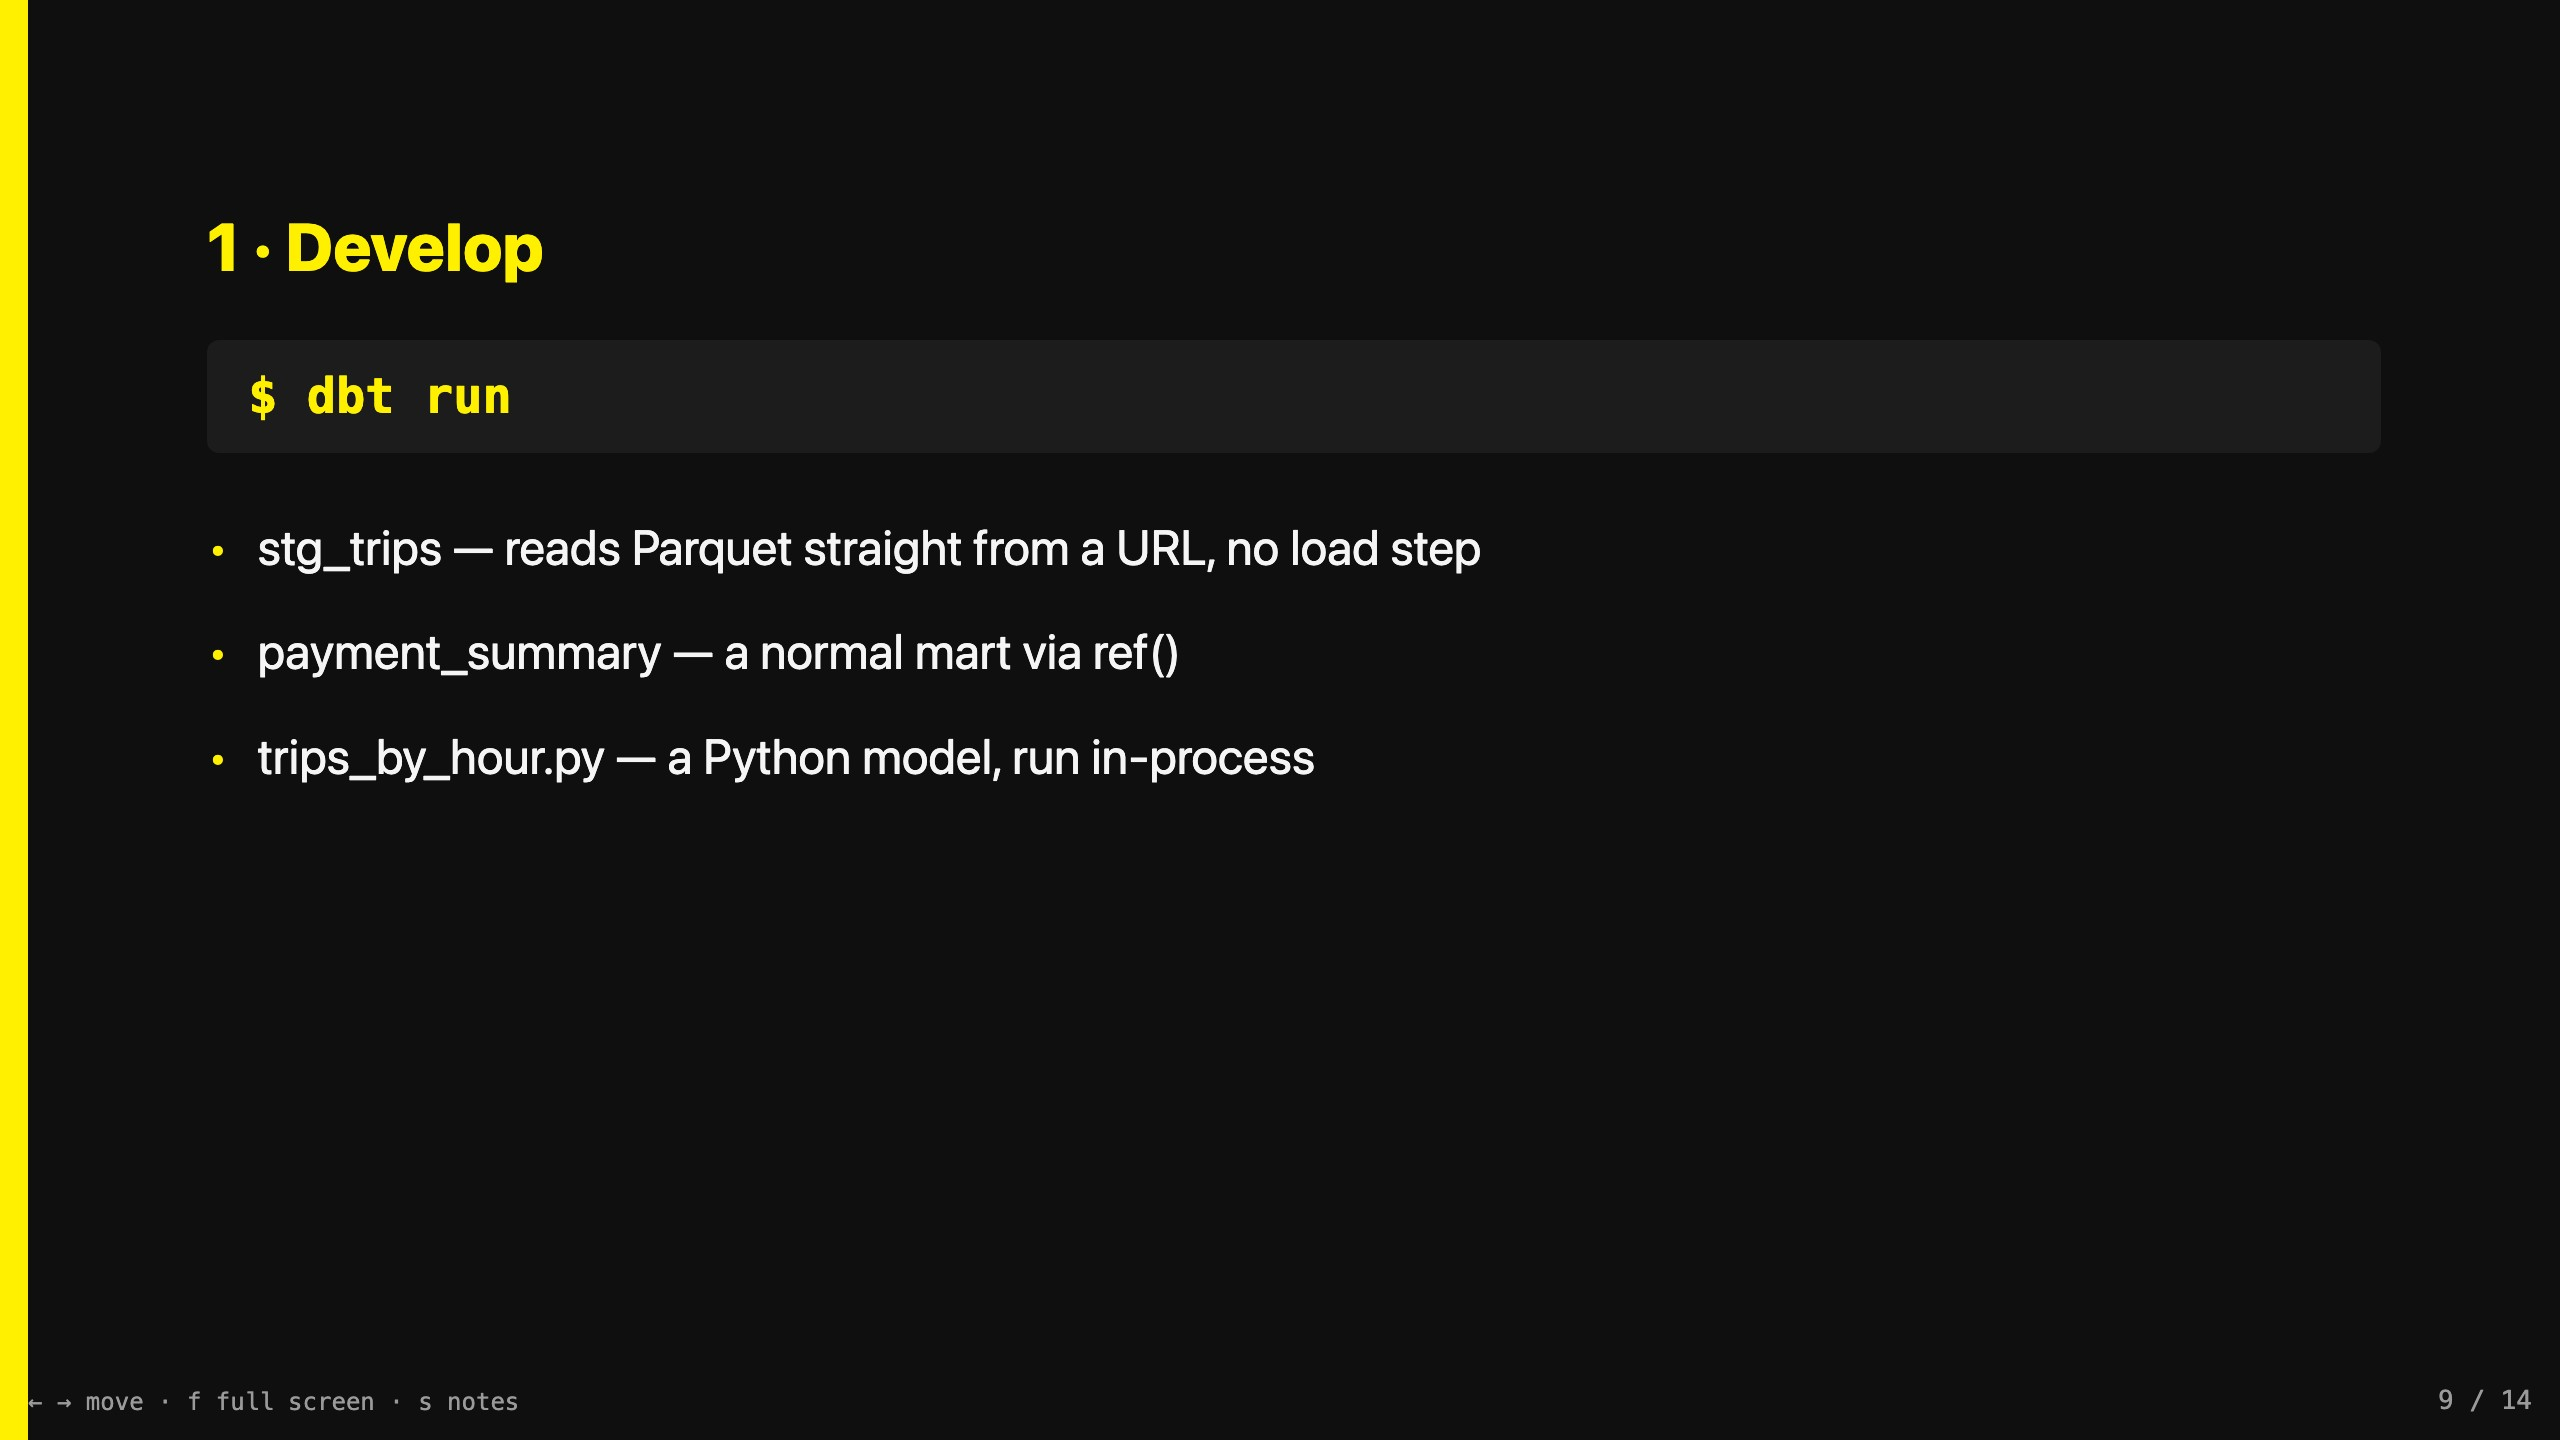 1 · Develop
$ dbt run
• stg_trips — reads Parquet straight from a URL, no load step
• payment_summary — a normal mart via ref()
• trips_by_hour.py — a Python model, run in-process
← → move · f full screen · s notes
9 / 14